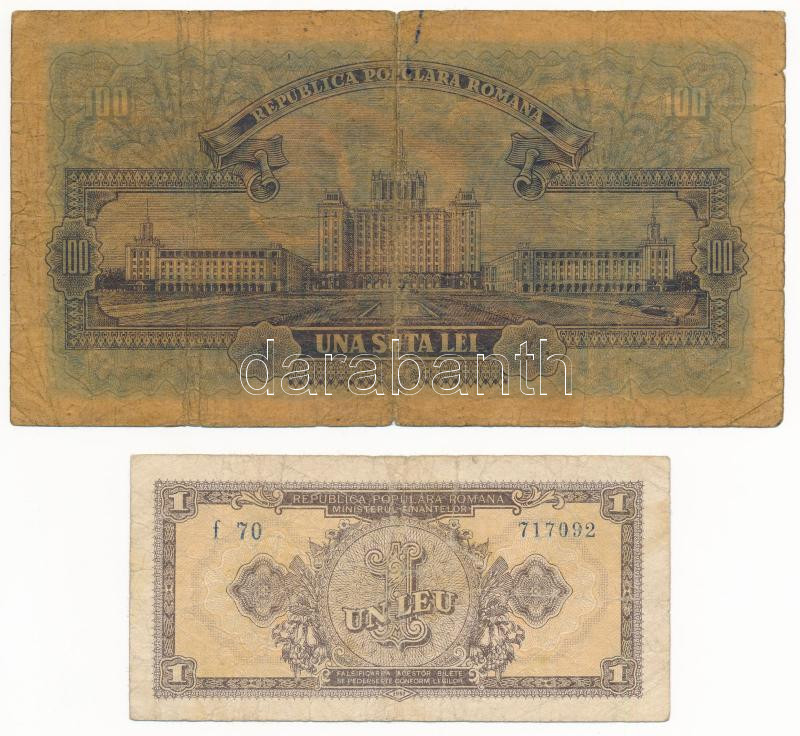 REPUBLICA POPULARA ROMANA
100 100
100 100
UNA SUTA LEI
darabanth
1 1
REPUBLICA POPULARA ROMANA
MINISTERUL FINANTELOR
f 70 717092
1
UN LEU
1 1
FALSIFICAREA ACESTOR BILETE
SE PEDEPSESTE CONFORM LEGILOR